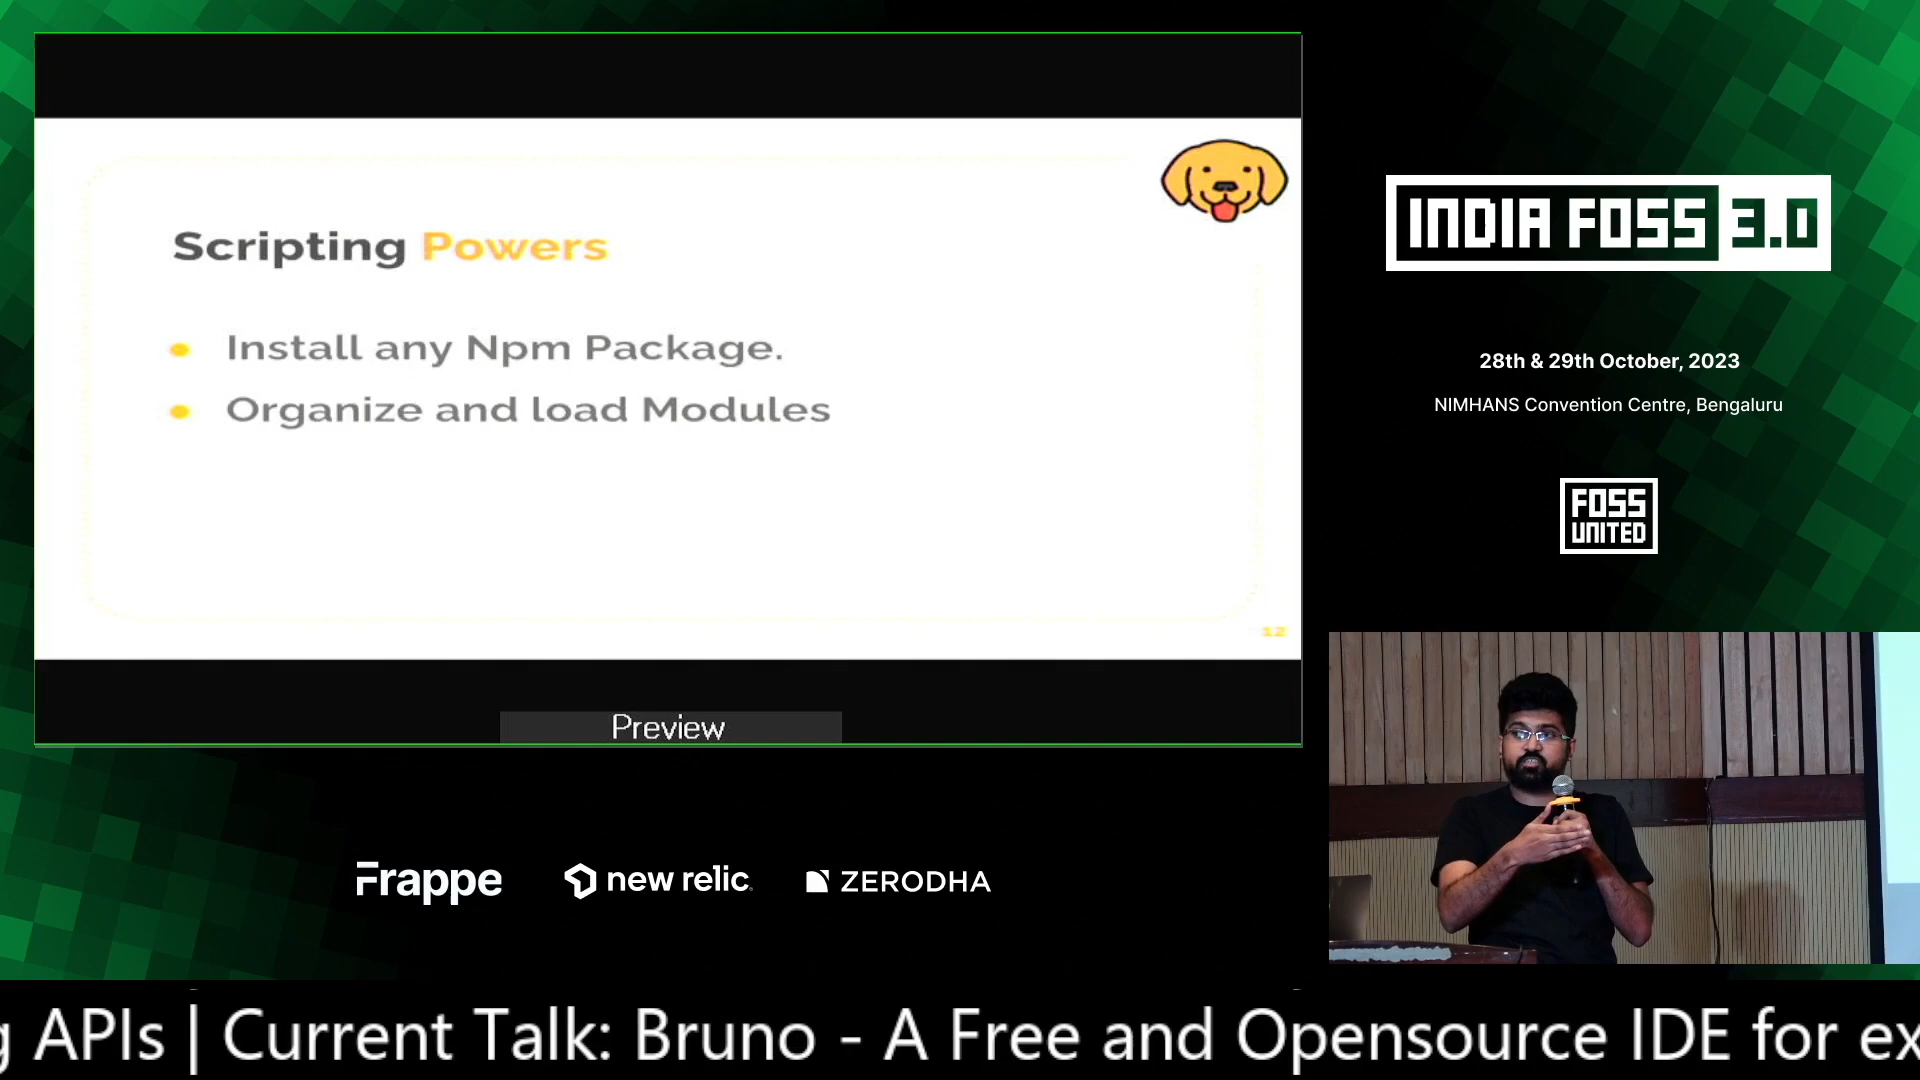 Scripting Powers
Install any Npm Package.
Organize and load Modules
12
Preview
INDIA FOSS 3.0
28th & 29th October, 2023
NIMHANS Convention Centre, Bengaluru
FOSS
UNITED
Frappe
new relic
ZERODHA
g APIs | Current Talk: Bruno - A Free and Opensource IDE for ex